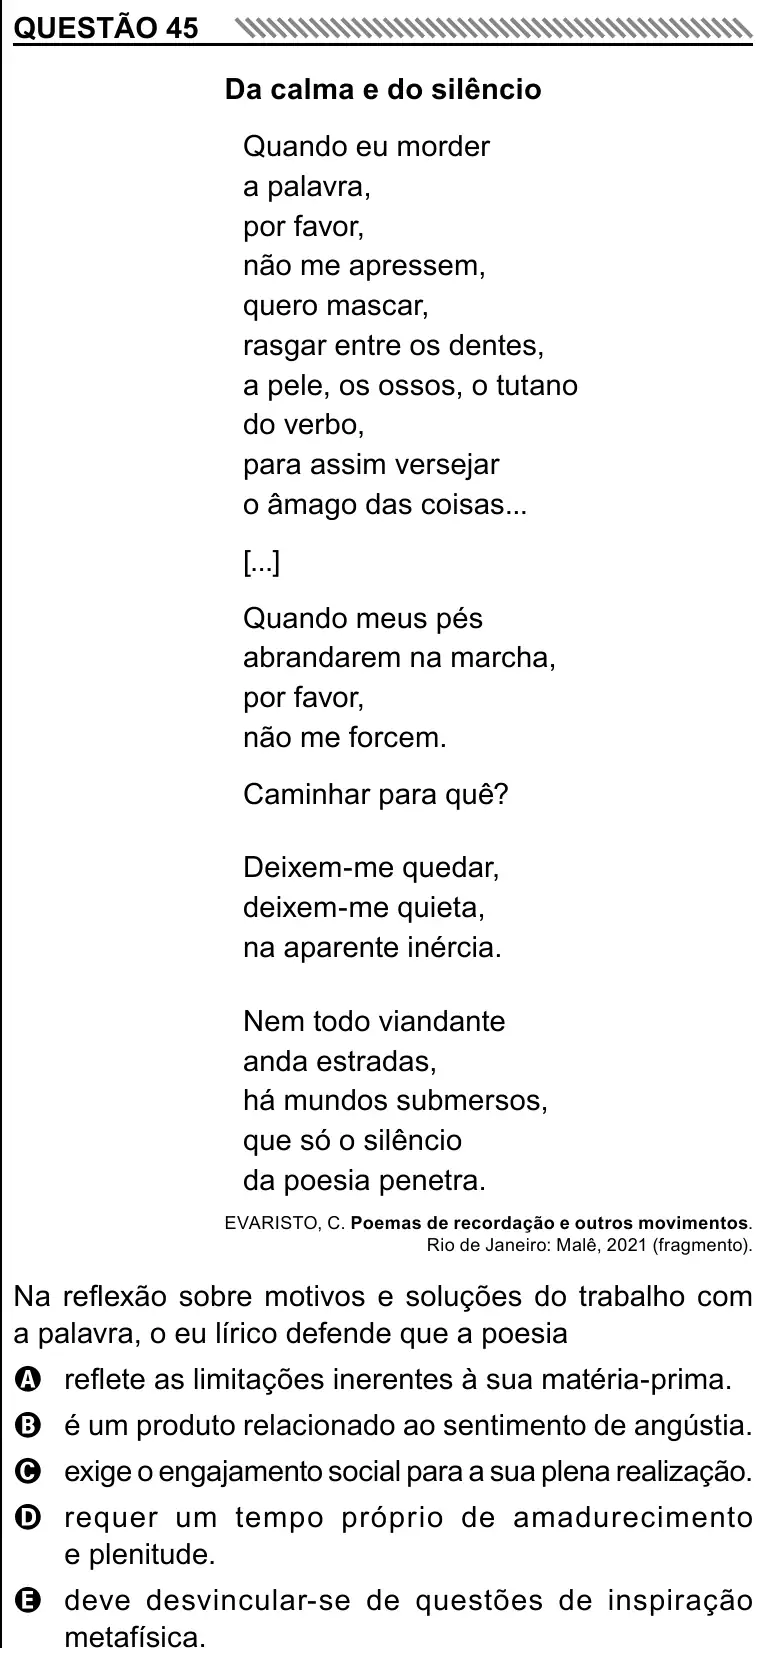 QUESTÃO 45
Da calma e do silêncio
Quando eu morder
a palavra,
por favor,
não me apressem,
quero mascar,
rasgar entre os dentes,
a pele, os ossos, o tutano
do verbo,
para assim versejar
o âmago das coisas...
[...]
Quando meus pés
abrandarem na marcha,
por favor,
não me forcem.
Caminhar para quê?
Deixem-me quedar,
deixem-me quieta,
na aparente inércia.
Nem todo viandante
anda estradas,
há mundos submersos,
que só o silêncio
da poesia penetra.
EVARISTO, C. Poemas de recordação e outros movimentos.
Rio de Janeiro: Malê, 2021 (fragmento).
Na reflexão sobre motivos e soluções do trabalho com
a palavra, o eu lírico defende que a poesia
A reflete as limitações inerentes à sua matéria-prima.
B é um produto relacionado ao sentimento de angústia.
C exige o engajamento social para a sua plena realização.
D requer um tempo próprio de amadurecimento
e plenitude.
E deve desvincular-se de questões de inspiração
metafísica.